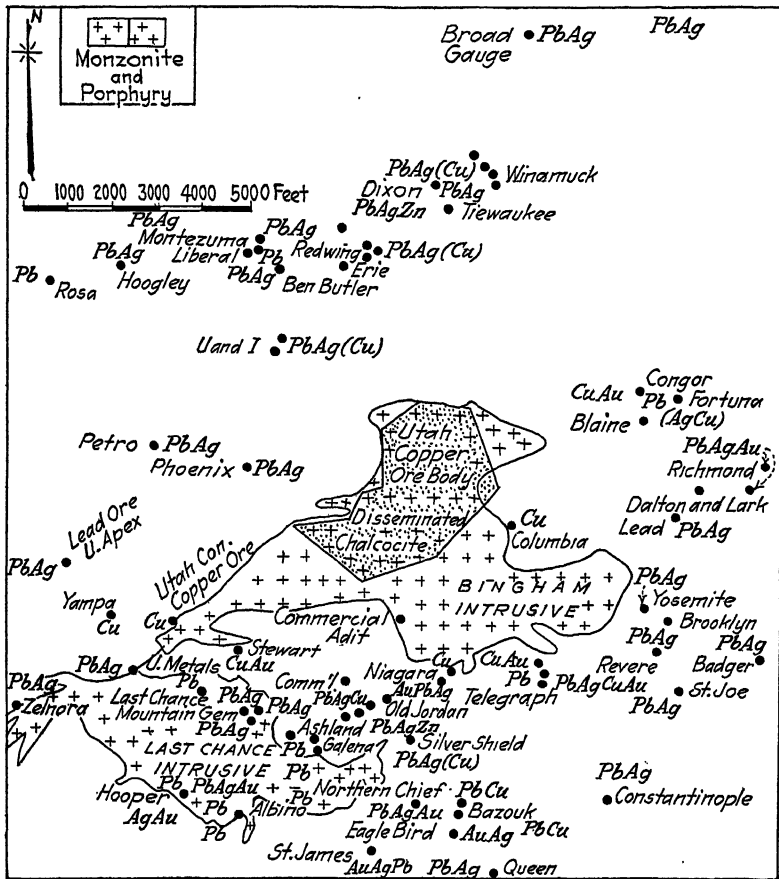 N
Monzonite
and
Porphyry
0 1000 2000 3000 4000 5000 Feet
Broad
Gauge
PbAg
PbAg
PbAg(Cu)
Winamuck
Dixon
PbAg
PbAgZn
Tiewaukee
PbAg
Montezuma
PbAg
PbAg
Liberal
Pb
Redwing
PbAg(Cu)
Hoogley
PbAg
Ben Butler
Erie
Pb
Rosa
U and I
PbAg(Cu)
Congor
CuAu
Pb
Fortuna
Blaine
(AgCu)
Petro
PbAg
Phoenix
PbAg
PbAgAu
Richmond
Utah
Copper
Ore Body
Disseminated
Chalcocite
Dalton and Lark
Lead
PbAg
Cu
Columbia
Lead Ore
U. Apex
PbAg
Utah Con.
Copper Ore
BINGHAM
INTRUSIVE
PbAg
Yosemite
Yampa
Cu
Cu
Commercial
Adit
Brooklyn
PbAg
PbAg
Revere
Badger
Stewart
CuAu
PbAg
U. Metals
Comm'l
Niagara
Cu
CuAu
Pb
Telegraph
PbAgCuAu
St. Joe
PbAg
PbAg
Zelnora
Pb
Last Chance
PbAg
PbAg
PbAgCu
AuPbAg
Old Jordan
Mountain Gem
PbAg
Ashland
PbAgZn
LAST CHANCE
INTRUSIVE
Pb
Galena
Silver Shield
PbAg(Cu)
Pb
Pb
Pb
PbAgAu
Northern Chief
PbCu
PbAg
Constantinople
Hooper
AgAu
Pb
Albino
PbAgAu
Bazouk
Pb
Eagle Bird
AuAg
PbCu
St. James
AuAgPb
PbAg
Queen